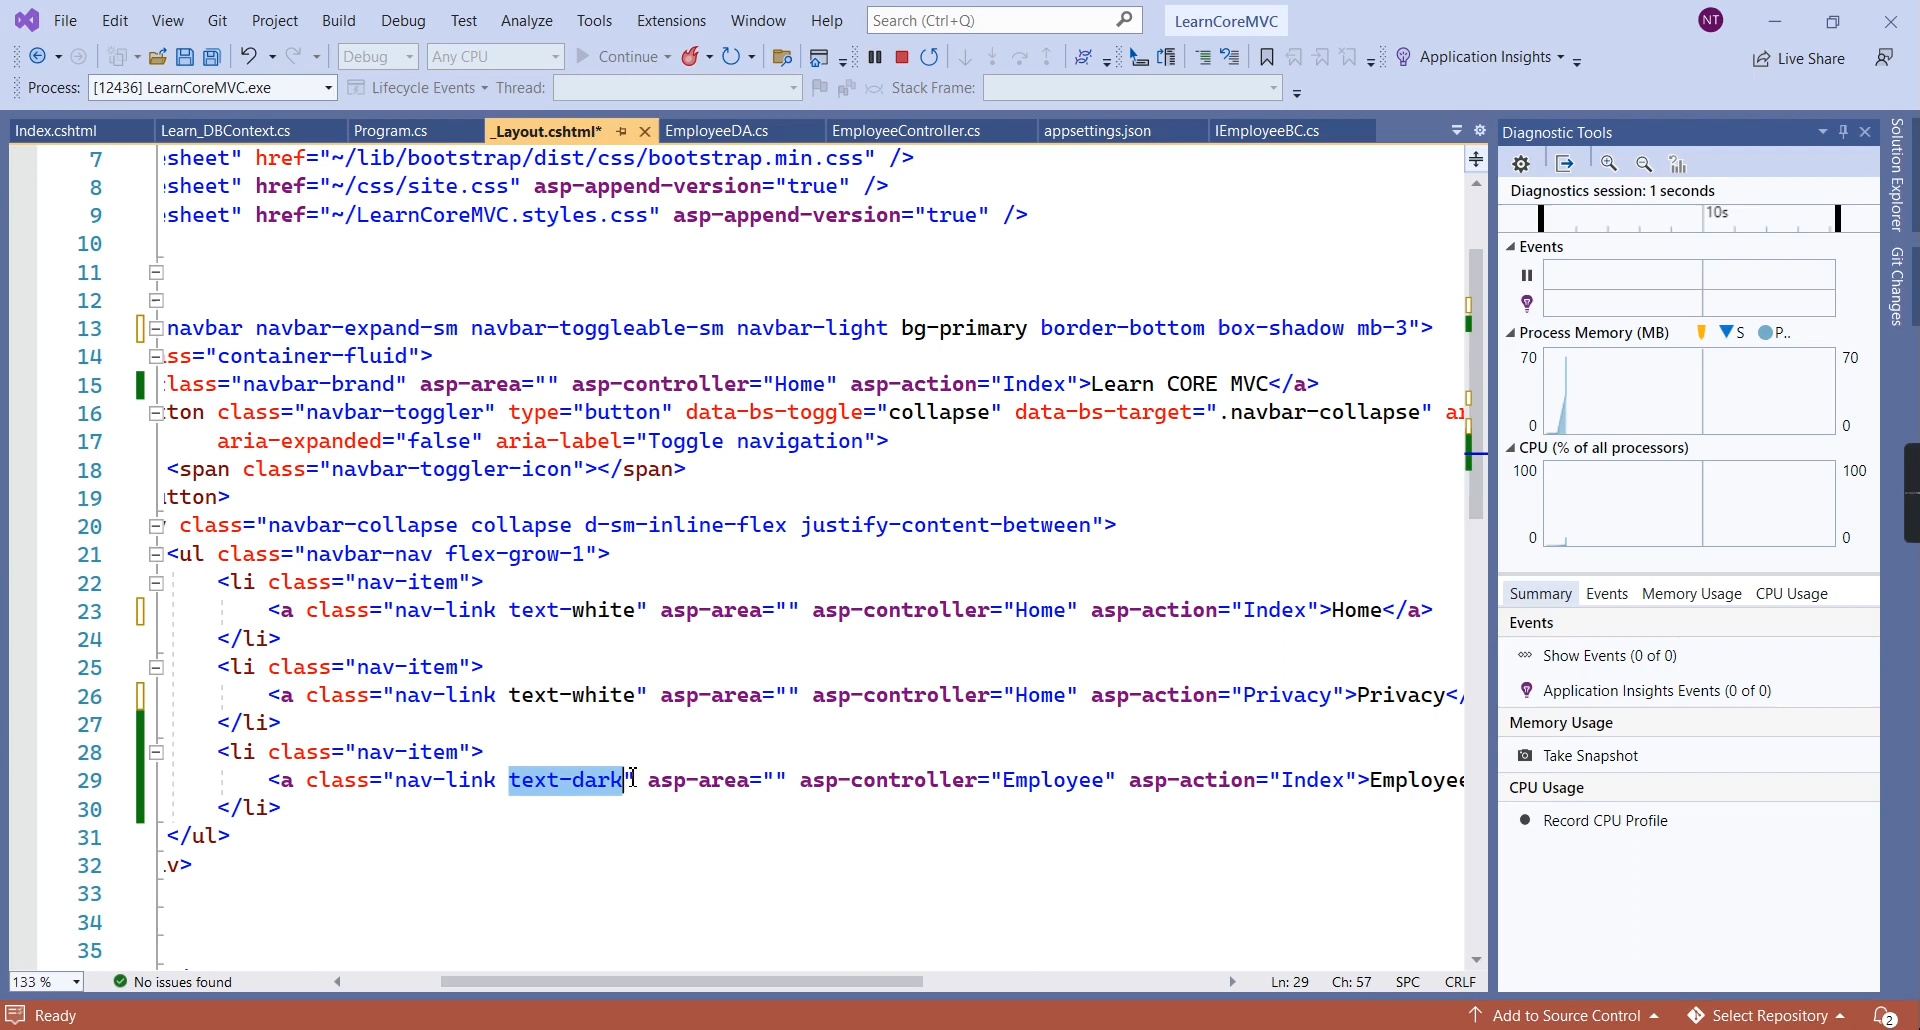 File Edit View Git Project Build Debug Test Analyze Tools Extensions Window Help Search (Ctrl+Q) LearnCoreMVC NT
Debug Any CPU Continue Application Insights Live Share
Process: [12436] LearnCoreMVC.exe Lifecycle Events Thread: Stack Frame:
Index.cshtml Learn_DBContext.cs Program.cs _Layout.cshtml* EmployeeDA.cs EmployeeController.cs appsettings.json IEmployeeBC.cs
7 esheet" href="~/lib/bootstrap/dist/css/bootstrap.min.css" />
8 esheet" href="~/css/site.css" asp-append-version="true" />
9 esheet" href="~/LearnCoreMVC.styles.css" asp-append-version="true" />
10
11
12
13 navbar navbar-expand-sm navbar-toggleable-sm navbar-light bg-primary border-bottom box-shadow mb-3">
14 ss="container-fluid">
15 lass="navbar-brand" asp-area="" asp-controller="Home" asp-action="Index">Learn CORE MVC</a>
16 ton class="navbar-toggler" type="button" data-bs-toggle="collapse" data-bs-target=".navbar-collapse" ar
17 aria-expanded="false" aria-label="Toggle navigation">
18 <span class="navbar-toggler-icon"></span>
19 tton>
20 class="navbar-collapse collapse d-sm-inline-flex justify-content-between">
21 <ul class="navbar-nav flex-grow-1">
22 <li class="nav-item">
23 <a class="nav-link text-white" asp-area="" asp-controller="Home" asp-action="Index">Home</a>
24 </li>
25 <li class="nav-item">
26 <a class="nav-link text-white" asp-area="" asp-controller="Home" asp-action="Privacy">Privacy</
27 </li>
28 <li class="nav-item">
29 <a class="nav-link text-dark" asp-area="" asp-controller="Employee" asp-action="Index">Employee
30 </li>
31 </ul>
32 v>
33
34
35
133 % No issues found Ln: 29 Ch: 57 SPC CRLF
Diagnostic Tools
Diagnostics session: 1 seconds
10s
Events
Process Memory (MB) S P..
70 70
0 0
CPU (% of all processors)
100 100
0 0
Summary Events Memory Usage CPU Usage
Events
Show Events (0 of 0)
Application Insights Events (0 of 0)
Memory Usage
Take Snapshot
CPU Usage
Record CPU Profile
Solution Explorer
Git Changes
Ready Add to Source Control Select Repository 2